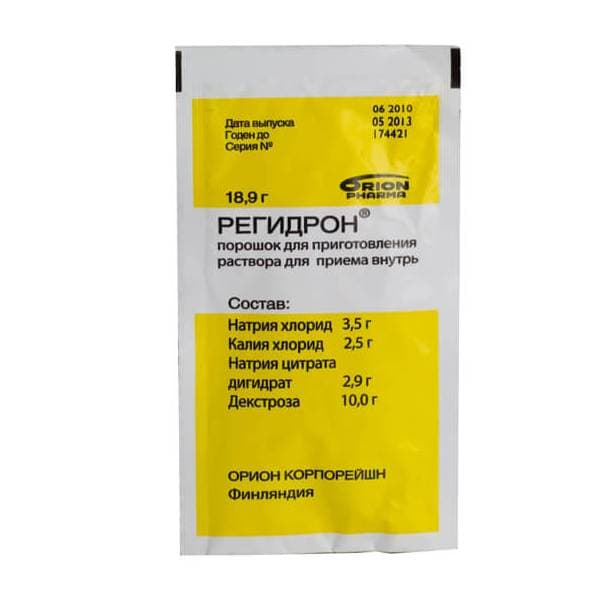 Дата выпуска 06 2010
Годен до 05 2013
Серия № 174421
18,9 г
ORION
PHARMA
РЕГИДРОН®
порошок для приготовления
раствора для приема внутрь
Состав:
Натрия хлорид 3,5 г
Калия хлорид 2,5 г
Натрия цитрата
дигидрат 2,9 г
Декстроза 10,0 г
ОРИОН КОРПОРЕЙШН
Финляндия